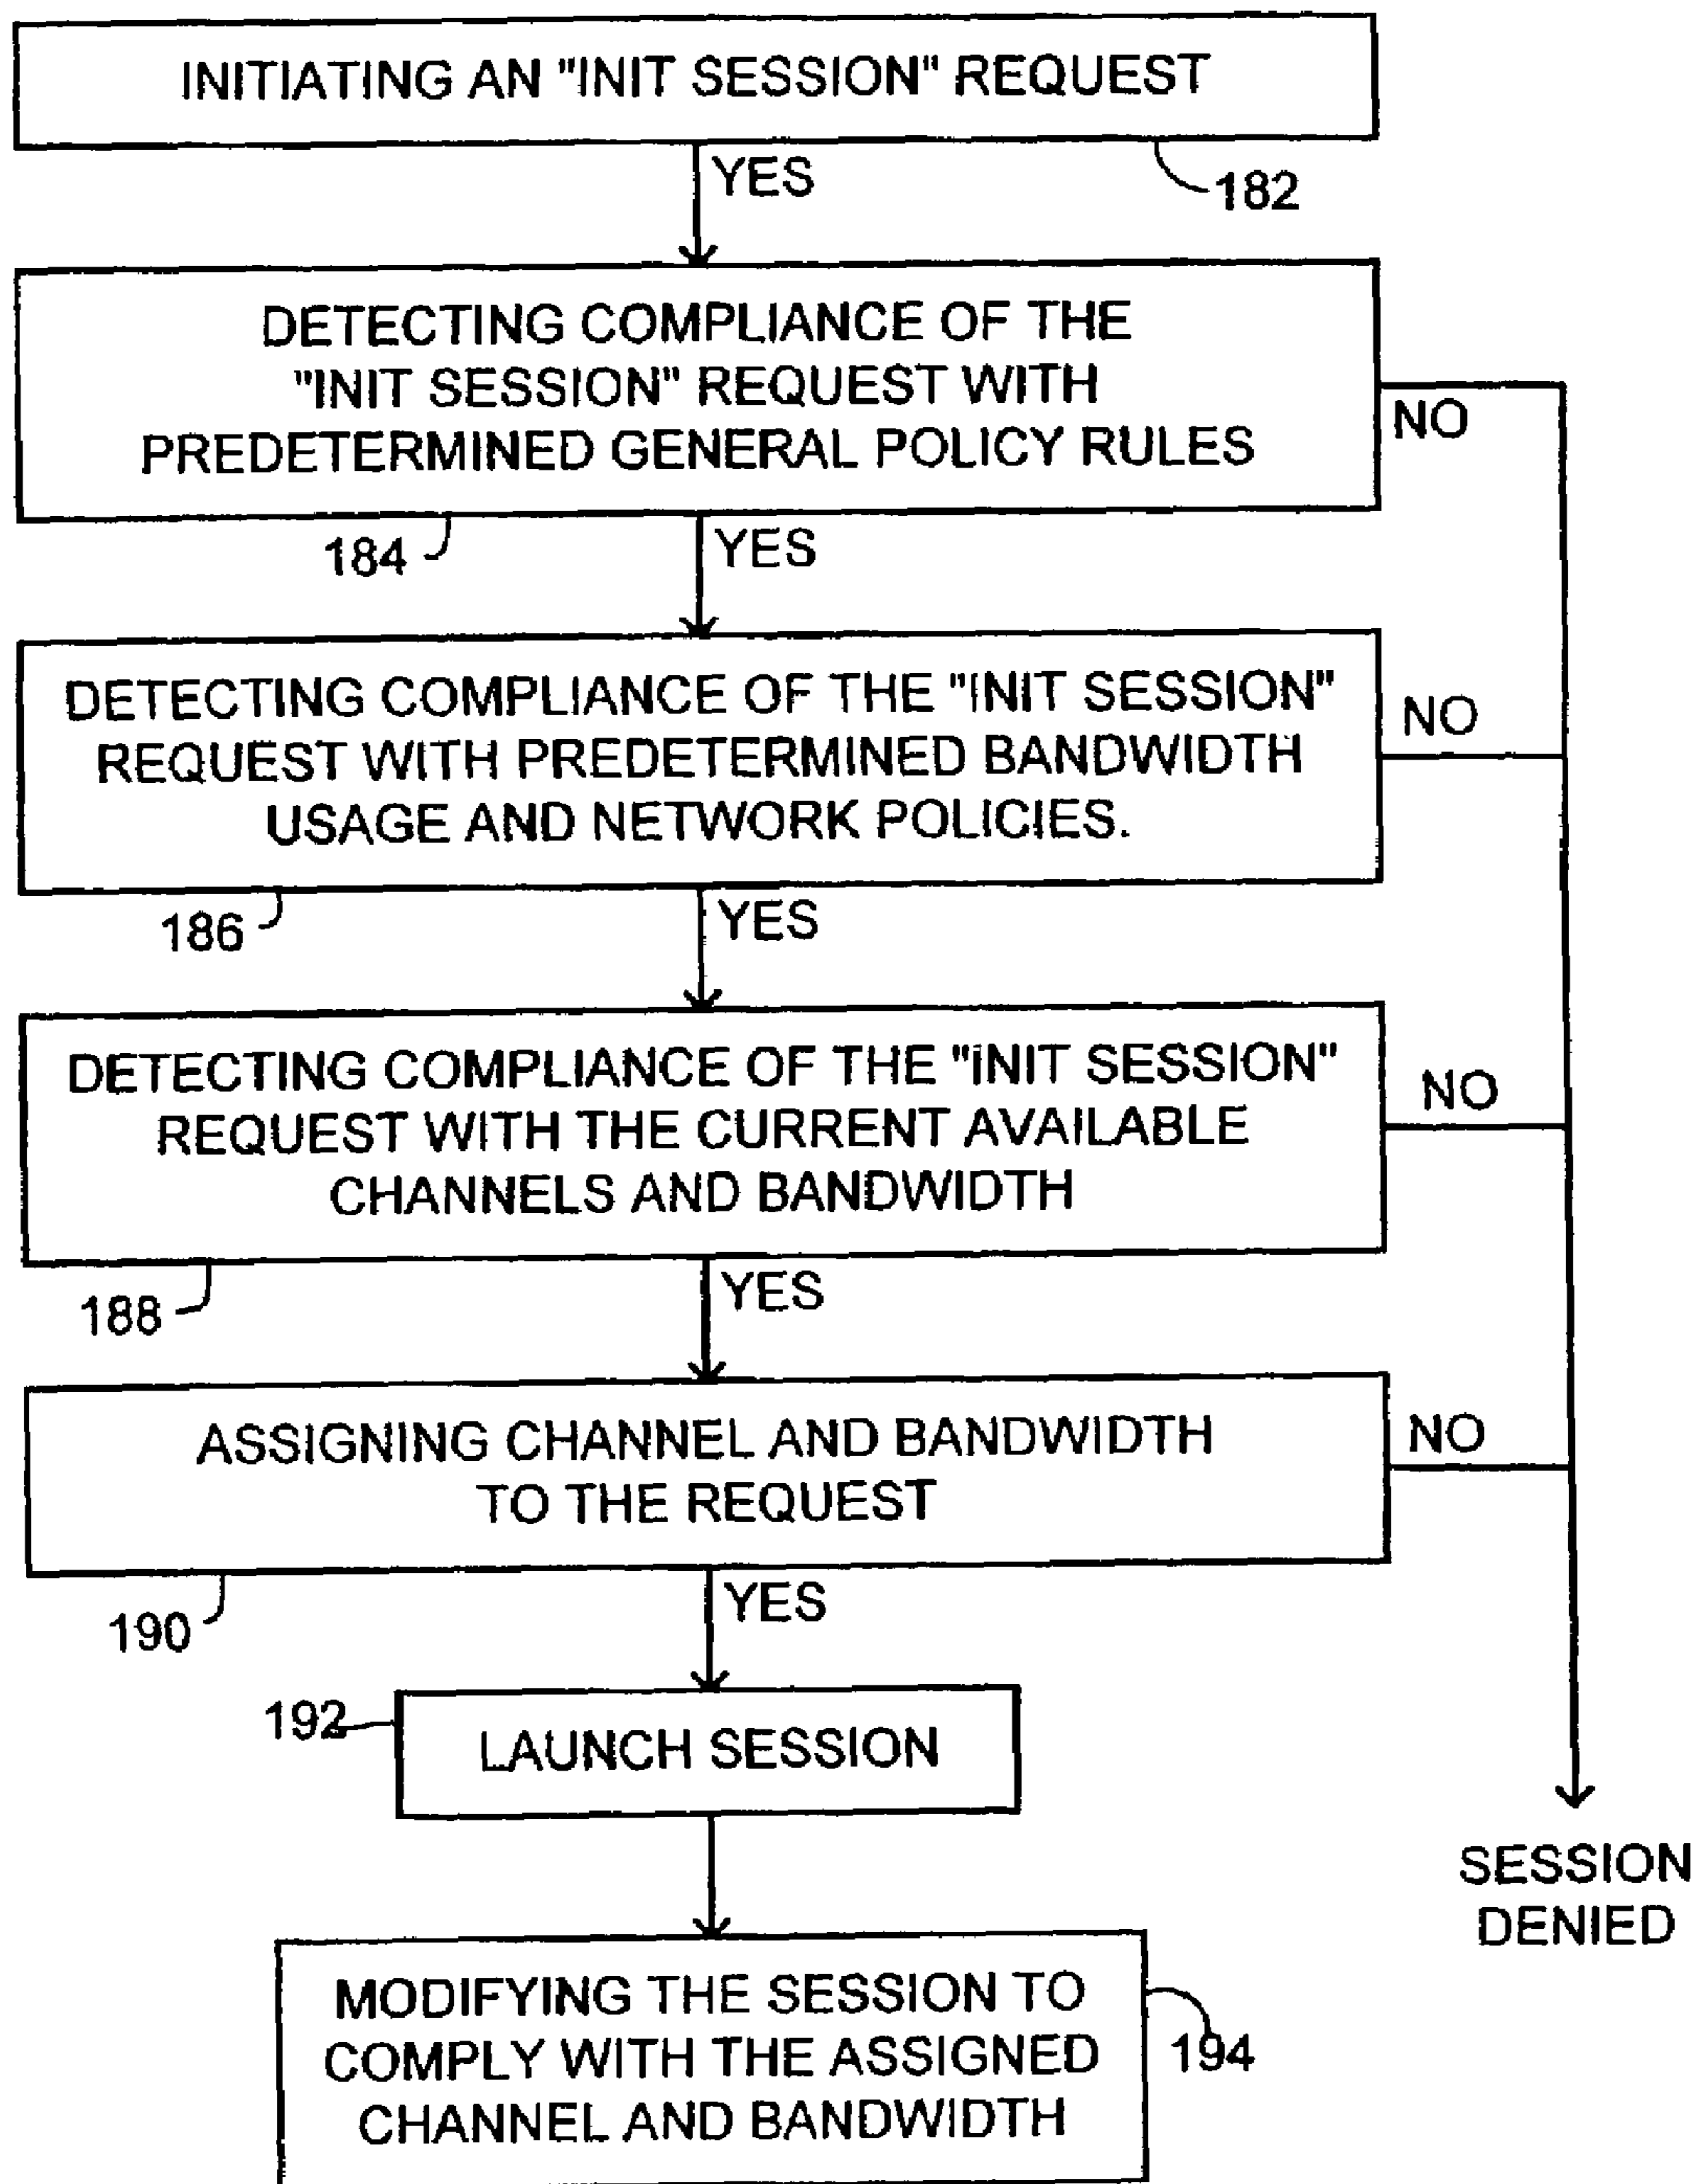 INITIATING AN "INIT SESSION" REQUEST
YES
182
DETECTING COMPLIANCE OF THE
"INIT SESSION" REQUEST WITH
PREDETERMINED GENERAL POLICY RULES
NO
184
YES
DETECTING COMPLIANCE OF THE "INIT SESSION"
REQUEST WITH PREDETERMINED BANDWIDTH
USAGE AND NETWORK POLICIES.
NO
186
YES
DETECTING COMPLIANCE OF THE "INIT SESSION"
REQUEST WITH THE CURRENT AVAILABLE
CHANNELS AND BANDWIDTH
NO
188
YES
ASSIGNING CHANNEL AND BANDWIDTH
TO THE REQUEST
NO
190
YES
192
LAUNCH SESSION
SESSION
DENIED
MODIFYING THE SESSION TO
COMPLY WITH THE ASSIGNED
CHANNEL AND BANDWIDTH
194